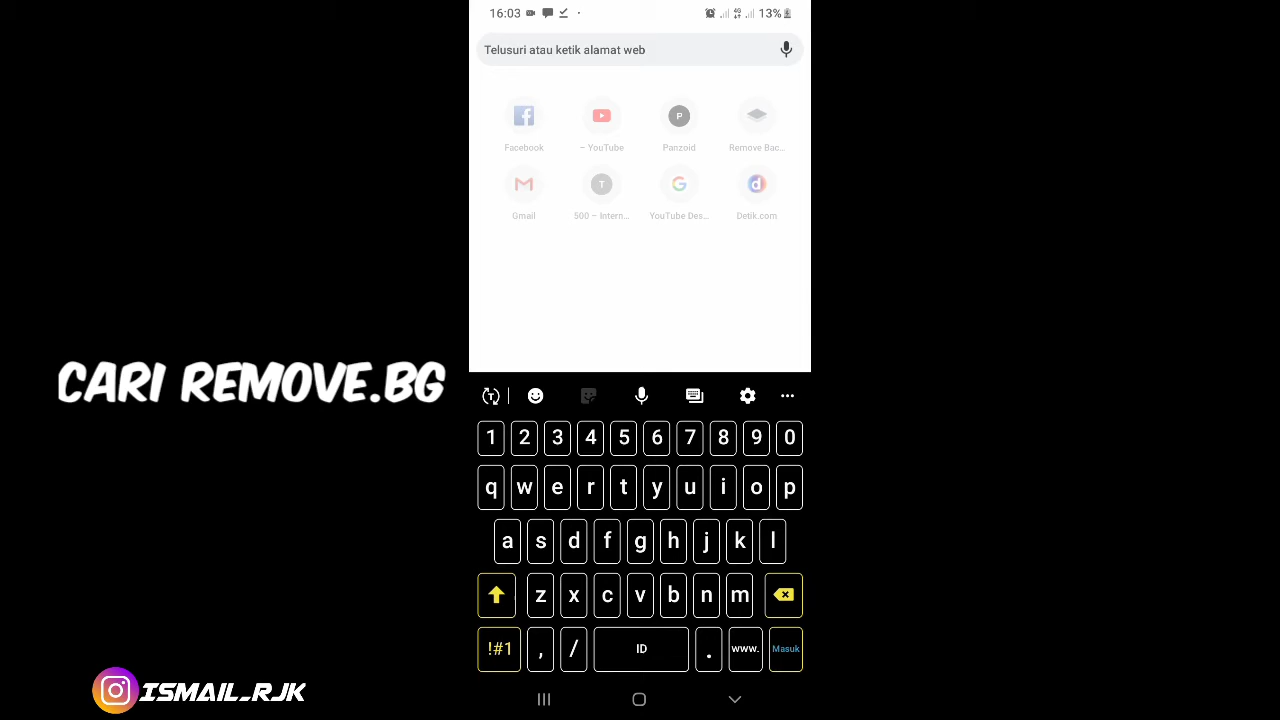 16:03
13%
Telusuri atau ketik alamat web
Facebook
– YouTube
P
Panzoid
Remove Bac...
Gmail
T
500 – Intern...
YouTube Des...
Detik.com
CARI REMOVE.BG
1 2 3 4 5 6 7 8 9 0
q w e r t y u i o p
a s d f g h j k l
z x c v b n m
!#1 , / ID . www. Masuk
ISMAIL_RJK